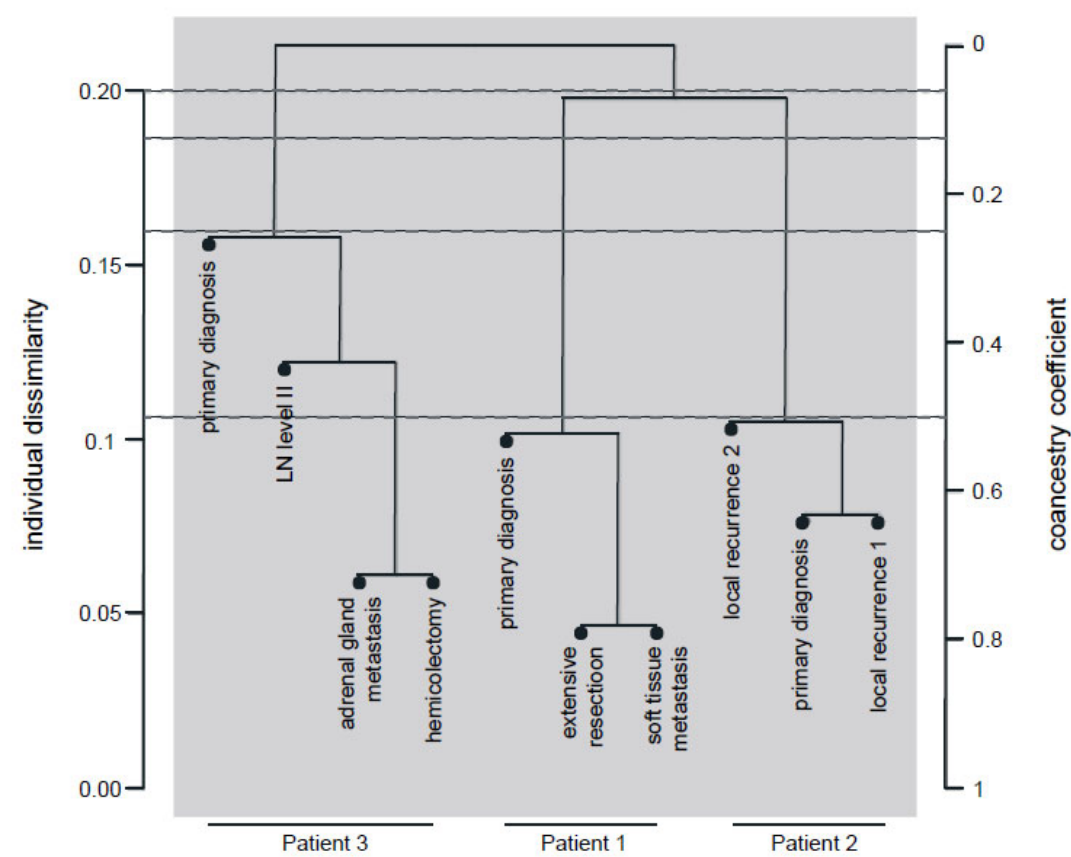 individual dissimilarity
0.20
0.15
0.1
0.05
0.00
primary diagnosis
LN level II
adrenal gland
metastasis
hemicolectomy
primary diagnosis
extensive
resectioon
soft tissue
metastasis
local recurrence 2
primary diagnosis
local recurrence 1
0
0.2
0.4
0.6
0.8
1
coancestry coefficient
Patient 3
Patient 1
Patient 2